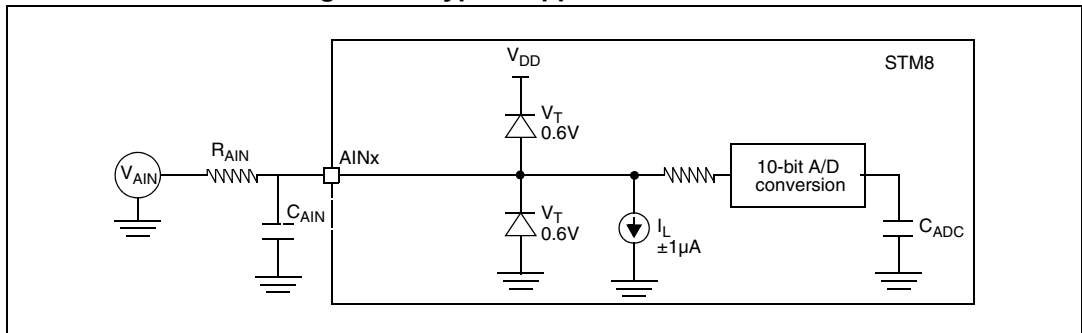 V_DD
STM8
V_T
0.6V
R_AIN
AINx
V_AIN
10-bit A/D
conversion
C_AIN
V_T
0.6V
I_L
±1µA
C_ADC